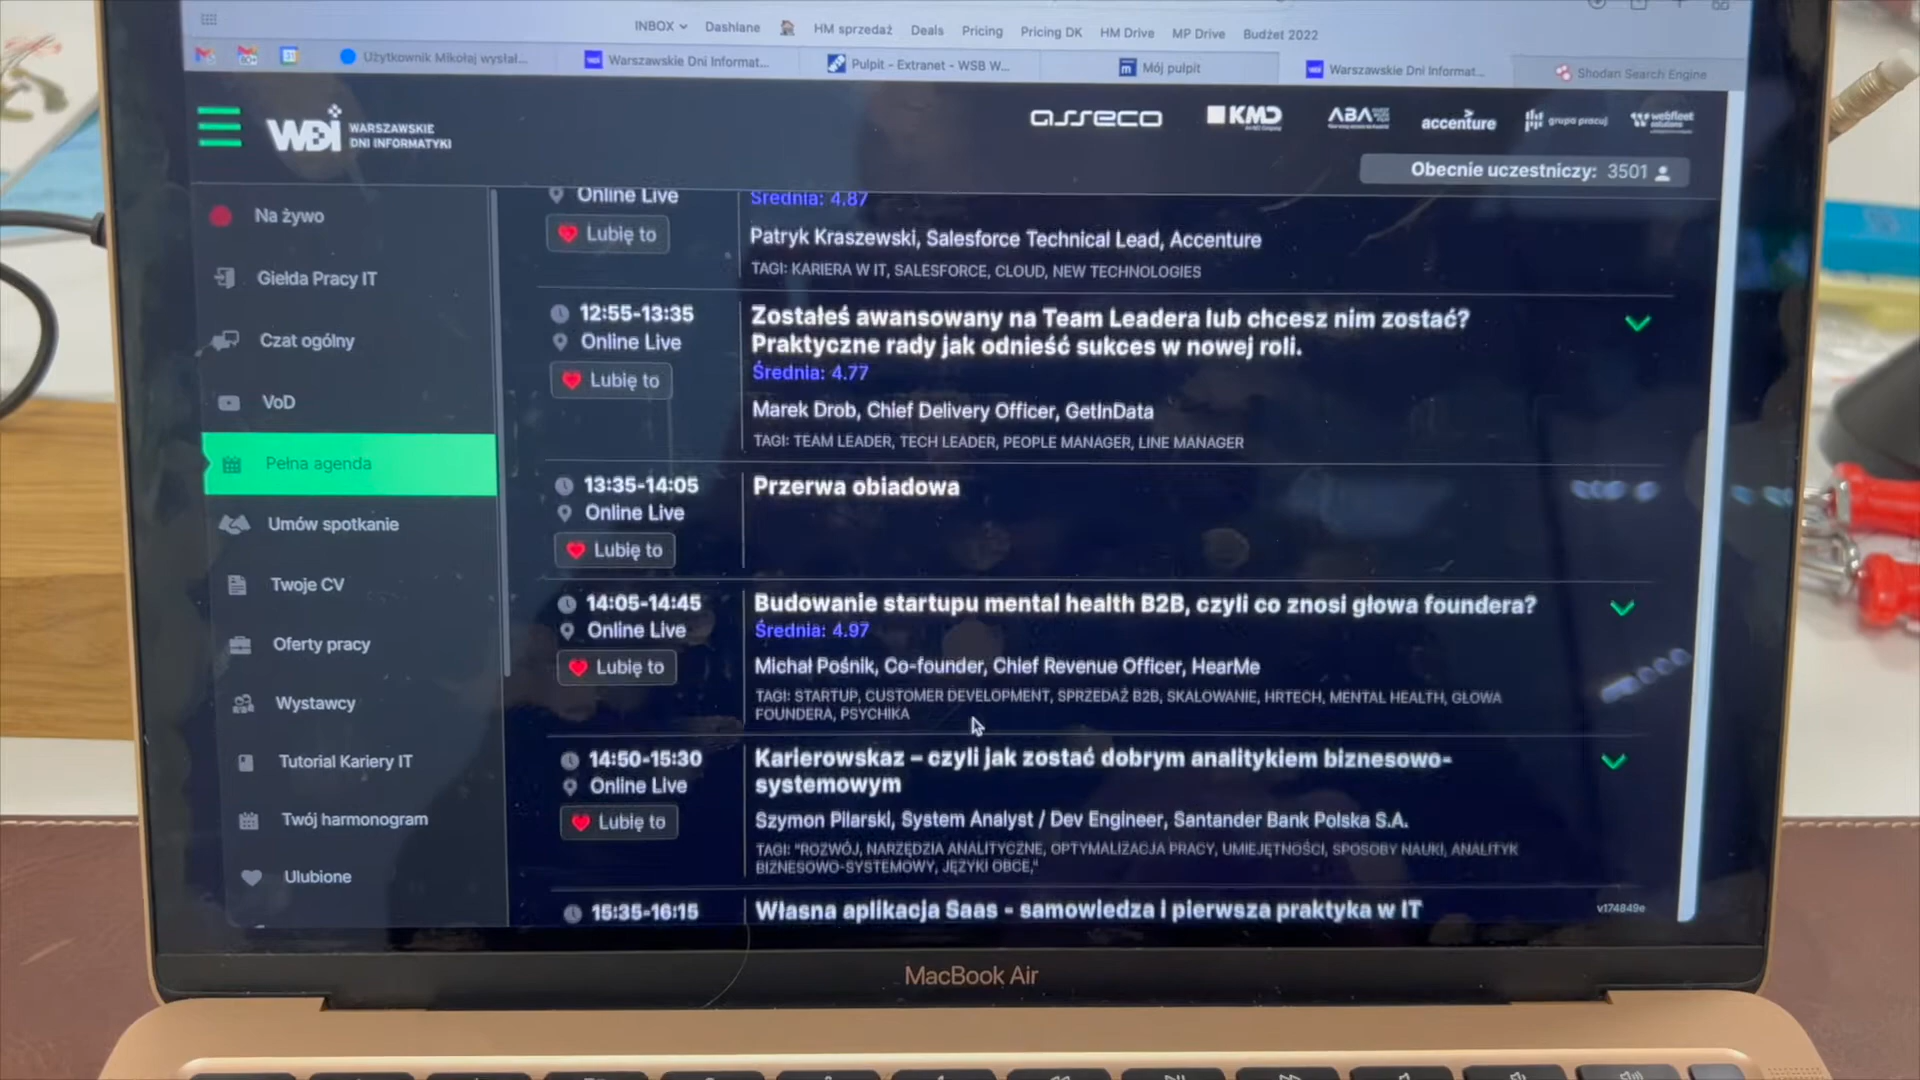 INBOX Dashlane HM sprzedaż Deals Pricing Pricing DK HM Drive MP Drive Budżet 2022
Użytkownik Mikołaj wysłał... Warszawskie Dni Informat... Pulpit - Extranet - WSB W... Mój pulpit Warszawskie Dni Informat... Shodan Search Engine
WDI WARSZAWSKIE
DNI INFORMATYKI
asseco KMD ABA accenture grupa pracuj webfleet solutions
Obecnie uczestniczy: 3501
Na żywo
Giełda Pracy IT
Czat ogólny
VoD
Pełna agenda
Umów spotkanie
Twoje CV
Oferty pracy
Wystawcy
Tutorial Kariery IT
Twój harmonogram
Ulubione
Online Live
Lubię to
Średnia: 4.87
Patryk Kraszewski, Salesforce Technical Lead, Accenture
TAGI: KARIERA W IT, SALESFORCE, CLOUD, NEW TECHNOLOGIES
12:55-13:35
Online Live
Lubię to
Zostałeś awansowany na Team Leadera lub chcesz nim zostać?
Praktyczne rady jak odnieść sukces w nowej roli.
Średnia: 4.77
Marek Drob, Chief Delivery Officer, GetInData
TAGI: TEAM LEADER, TECH LEADER, PEOPLE MANAGER, LINE MANAGER
13:35-14:05
Online Live
Lubię to
Przerwa obiadowa
14:05-14:45
Online Live
Lubię to
Budowanie startupu mental health B2B, czyli co znosi głowa foundera?
Średnia: 4.97
Michał Pośnik, Co-founder, Chief Revenue Officer, HearMe
TAGI: STARTUP, CUSTOMER DEVELOPMENT, SPRZEDAŻ B2B, SKALOWANIE, HRTECH, MENTAL HEALTH, GŁOWA
FOUNDERA, PSYCHIKA
14:50-15:30
Online Live
Lubię to
Karierowskaz – czyli jak zostać dobrym analitykiem biznesowo-
systemowym
Szymon Pilarski, System Analyst / Dev Engineer, Santander Bank Polska S.A.
TAGI: "ROZWÓJ, NARZĘDZIA ANALITYCZNE, OPTYMALIZACJA PRACY, UMIEJĘTNOŚCI, SPOSOBY NAUKI, ANALITYK
BIZNESOWO-SYSTEMOWY, JĘZYKI OBCE,"
15:35-16:15
Własna aplikacja Saas - samowiedza i pierwsza praktyka w IT
v174849e
MacBook Air